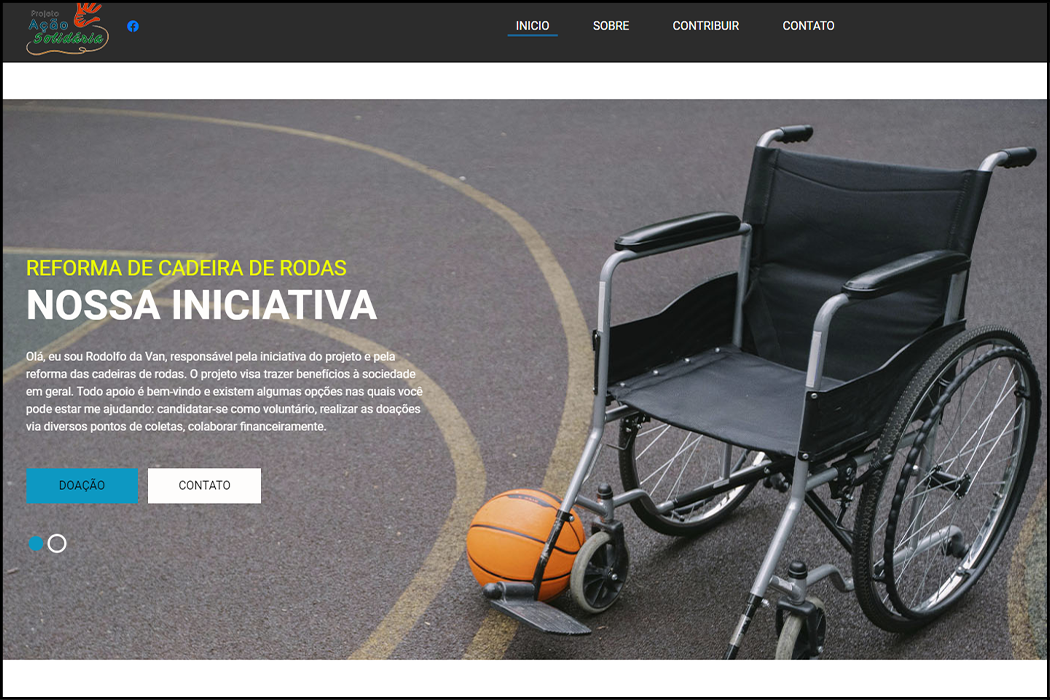 Projeto
Ação
Solidária
INICIO SOBRE CONTRIBUIR CONTATO
REFORMA DE CADEIRA DE RODAS
NOSSA INICIATIVA
Olá, eu sou Rodolfo da Van, responsável pela iniciativa do projeto e pela
reforma das cadeiras de rodas. O projeto visa trazer benefícios à sociedade
em geral. Todo apoio é bem-vindo e existem algumas opções nas quais você
pode estar me ajudando: candidatar-se como voluntário, realizar as doações
via diversos pontos de coletas, colaborar financeiramente.
DOAÇÃO CONTATO